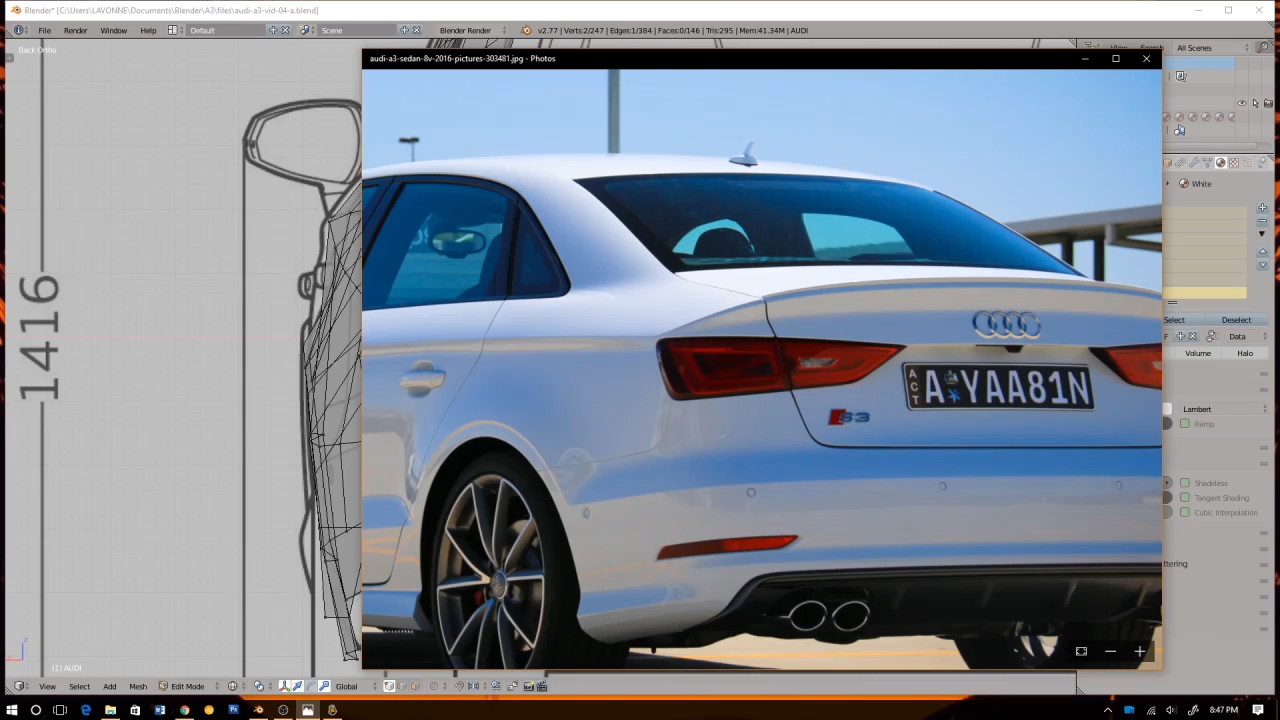 Blender* [C:\Users\LAVONNE\Documents\Blender\A3\files\audi-a3-vid-04-a.blend]
File Render Window Help Default Scene Blender Render v2.77 | Verts:2/247 | Edges:1/384 | Faces:0/146 | Tris:295 | Mem:41.34M | AUDI
Back Ortho
All Scenes
audi-a3-sedan-8v-2016-pictures-303481.jpg - Photos
White
1416
Select Deselect
F Data
Volume Halo
ACT A YAA81N
Lambert
Ramp
S3
Shadeless
Tangent Shading
Cubic Interpolation
ttering
(1) AUDI
View Select Add Mesh Edit Mode Global
8:47 PM